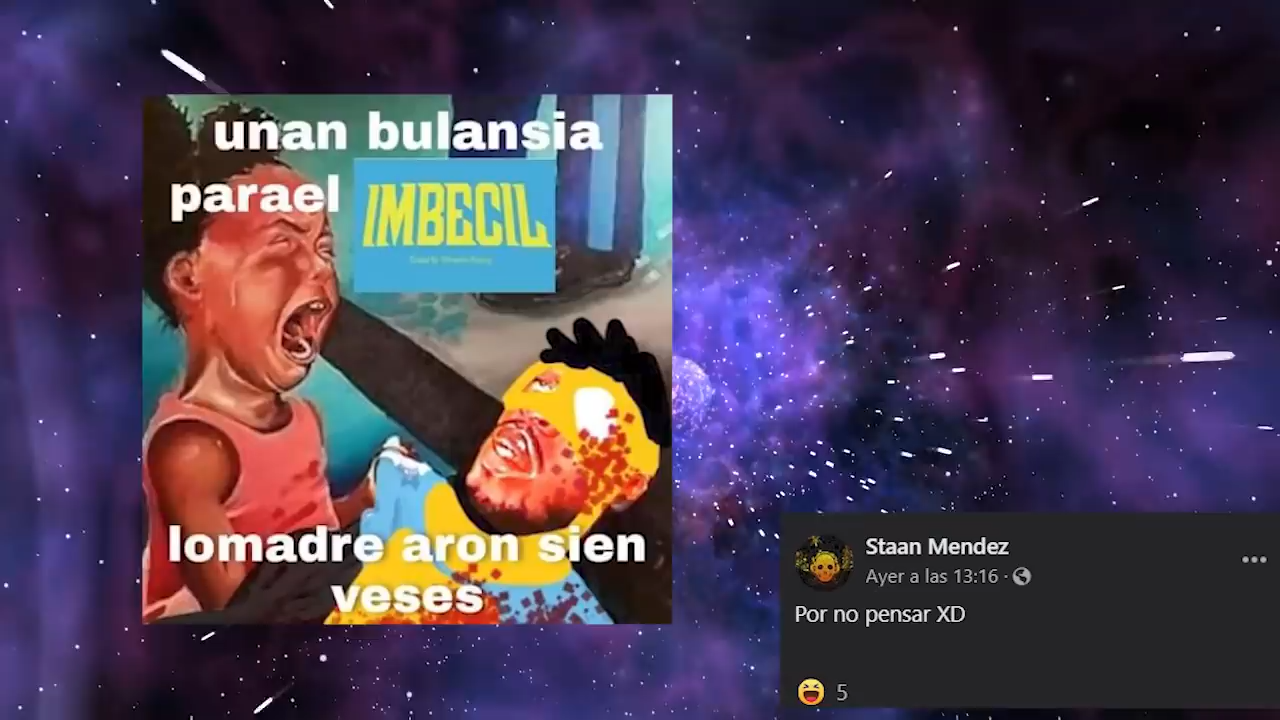 unan bulansia
parael IMBECIL
lomadre aron sien
veses
Staan Mendez
Ayer a las 13:16
Por no pensar XD
5